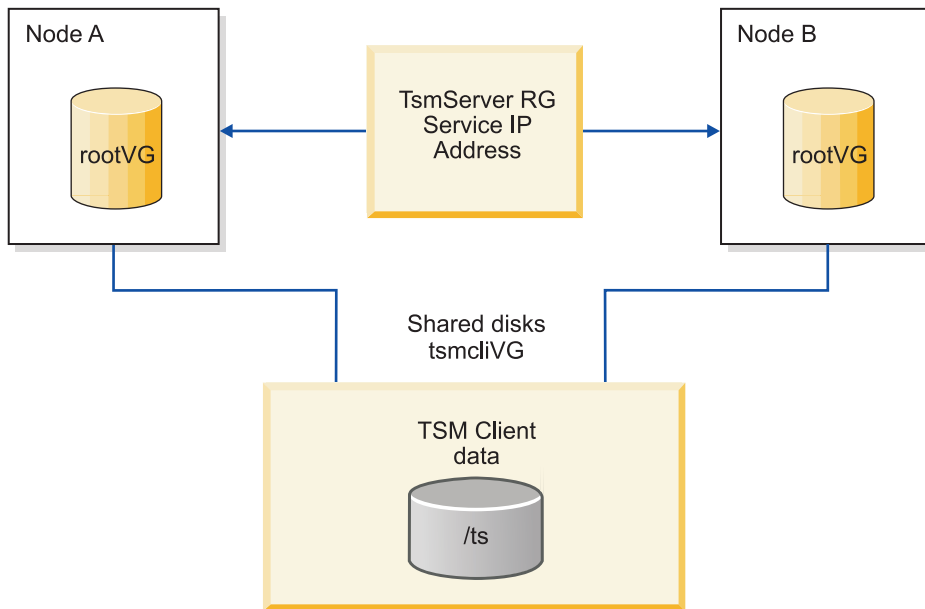 Node A
rootVG
TsmServer RG
Service IP
Address
Node B
rootVG
Shared disks
tsmcliVG
TSM Client
data
/ts